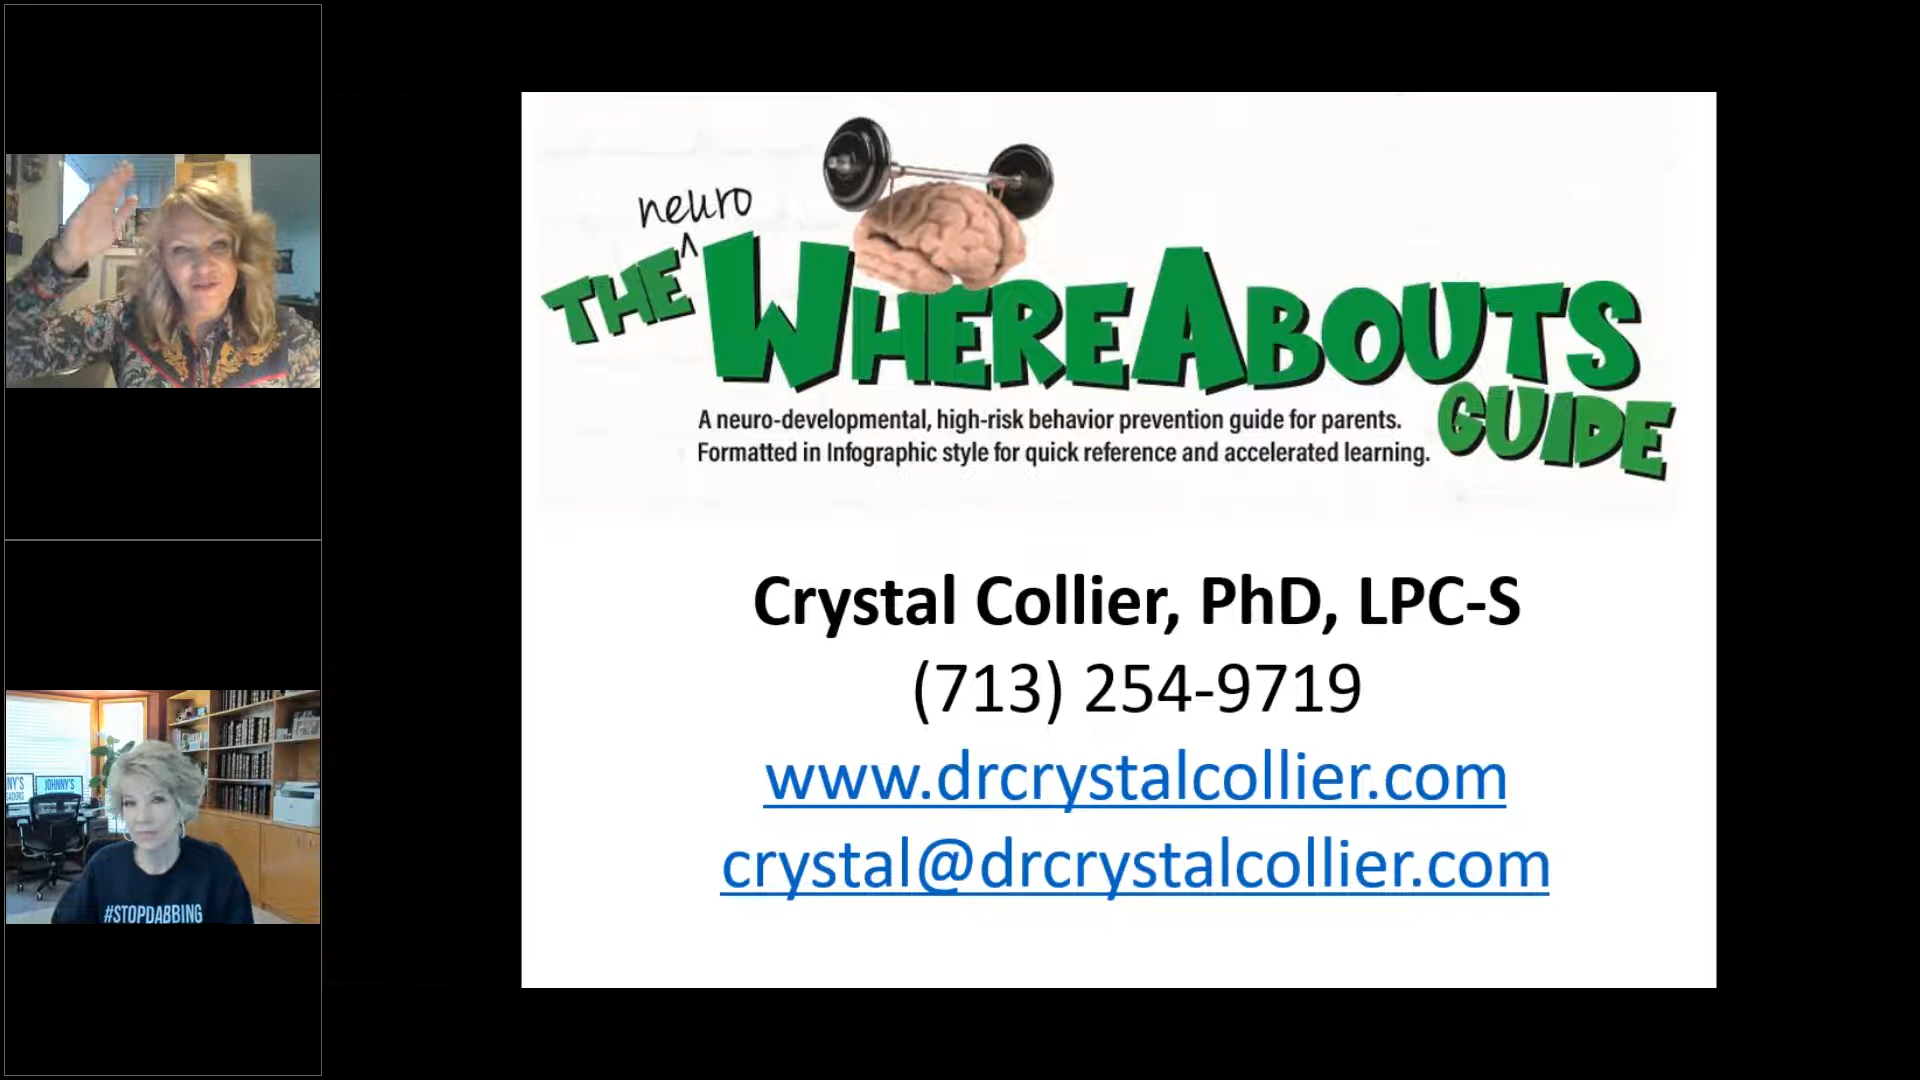 neuro
^
THE WHEREABOUTS
GUIDE
A neuro-developmental, high-risk behavior prevention guide for parents.
Formatted in Infographic style for quick reference and accelerated learning.
Crystal Collier, PhD, LPC-S
(713) 254-9719
www.drcrystalcollier.com
crystal@drcrystalcollier.com
NY'S
JOHNNY'S
#STOPDABBING